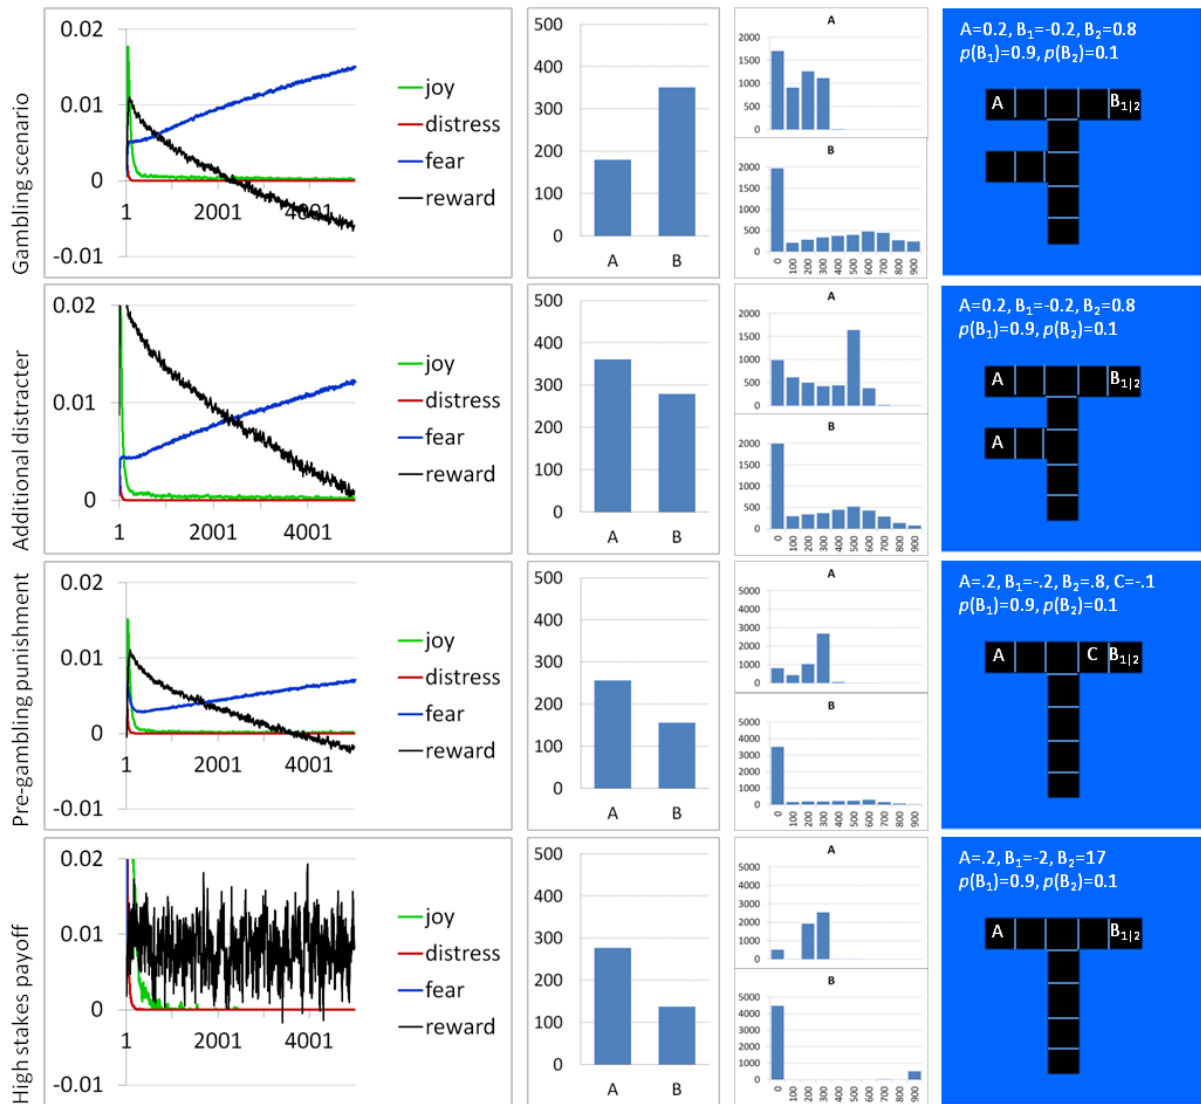 Gambling scenario
0.02
0.01
0
-0.01
1
2001
4001
joy
distress
fear
reward
500
400
300
200
100
0
A
B
A
2000
1500
1000
500
0
B
2000
1500
1000
500
0
0
100
200
300
400
500
600
700
800
900
A=0.2, B1=-0.2, B2=0.8
p(B1)=0.9, p(B2)=0.1
A
B1|2
Additional distracter
0.02
0.01
0
1
2001
4001
joy
distress
fear
reward
500
400
300
200
100
0
A
B
A
2000
1500
1000
500
0
B
2000
1500
1000
500
0
0
100
200
300
400
500
600
700
800
900
A=0.2, B1=-0.2, B2=0.8
p(B1)=0.9, p(B2)=0.1
A
B1|2
A
Pre-gambling punishment
0.02
0.01
0
-0.01
1
2001
4001
joy
distress
fear
reward
500
400
300
200
100
0
A
B
A
5000
4000
3000
2000
1000
0
B
5000
4000
3000
2000
1000
0
0
100
200
300
400
500
600
700
800
900
A=.2, B1=-.2, B2=.8, C=-.1
p(B1)=0.9, p(B2)=0.1
A
C
B1|2
High stakes payoff
0.02
0.01
0
-0.01
1
2001
4001
joy
distress
fear
reward
500
400
300
200
100
0
A
B
A
5000
4000
3000
2000
1000
0
B
5000
4000
3000
2000
1000
0
0
100
200
300
400
500
600
700
800
900
A=.2, B1=-2, B2=17
p(B1)=0.9, p(B2)=0.1
A
B1|2